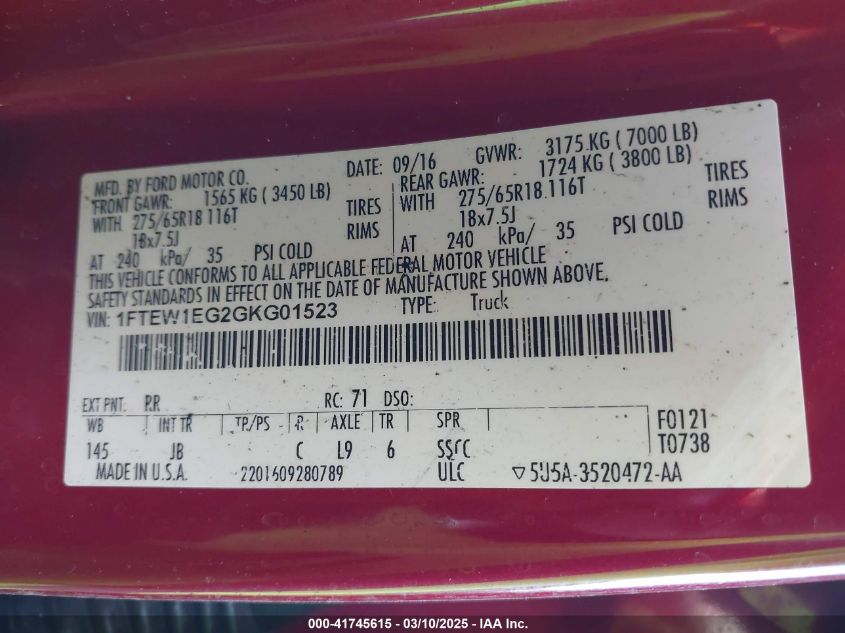 MFD. BY FORD MOTOR CO.
DATE: 09/16
GVWR: 3175 KG ( 7000 LB)
FRONT GAWR: 1565 KG ( 3450 LB)
REAR GAWR: 1724 KG ( 3800 LB)
WITH 275/65R18 116T TIRES
WITH 275/65R18 116T TIRES
18x7.5J RIMS
18x7.5J RIMS
AT 240 kPa/ 35 PSI COLD
AT 240 kPa/ 35 PSI COLD
THIS VEHICLE CONFORMS TO ALL APPLICABLE FEDERAL MOTOR VEHICLE
SAFETY STANDARDS IN EFFECT ON THE DATE OF MANUFACTURE SHOWN ABOVE.
VIN: 1FTEW1EG2GKG01523
TYPE: Truck
EXT PNT: RR RC: 71 DSO:
WB INT TR TP/PS R AXLE TR SPR F0121
145 JB C L9 6 T0738
MADE IN U.S.A. 2201609280789 ULC ▽5U5A-3520472-AA
000-41745615 - 03/10/2025 - IAA Inc.